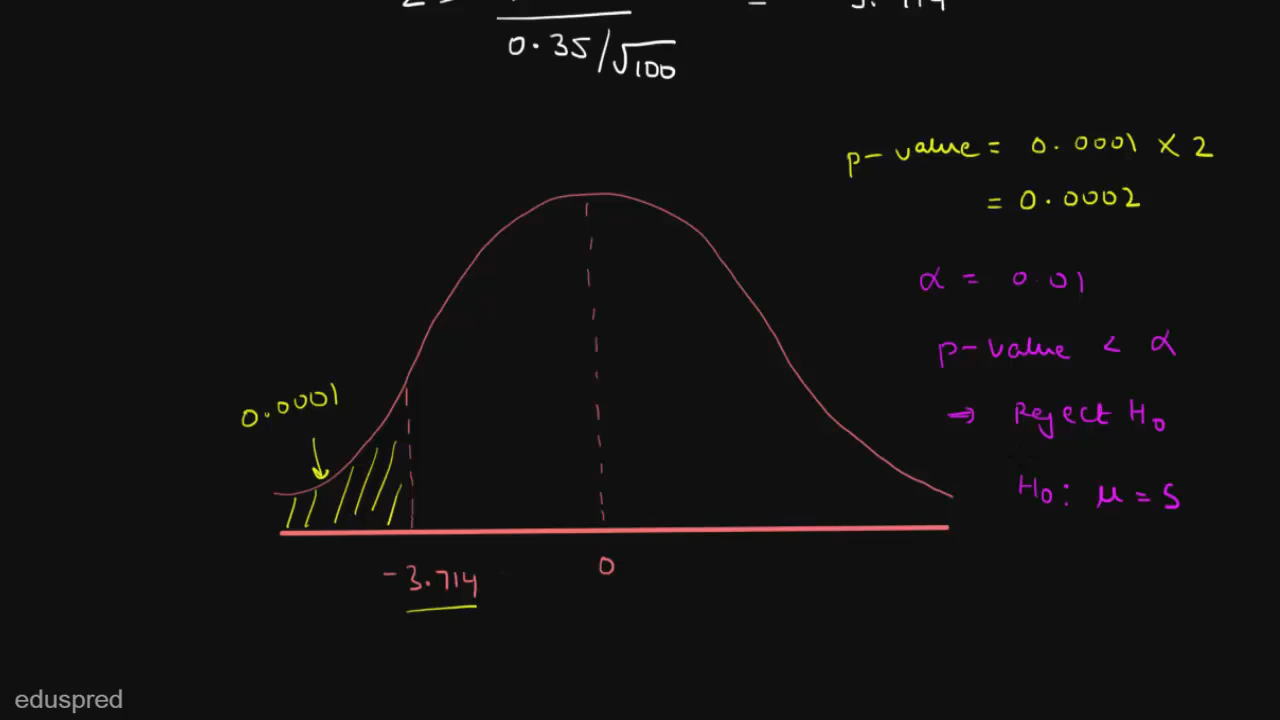 0.35/√100
p-value = 0.0001 × 2
= 0.0002
α = 0.01
p-value < α
0.0001
→ Reject H₀
H₀: μ = 5
-3.714
0
eduspred